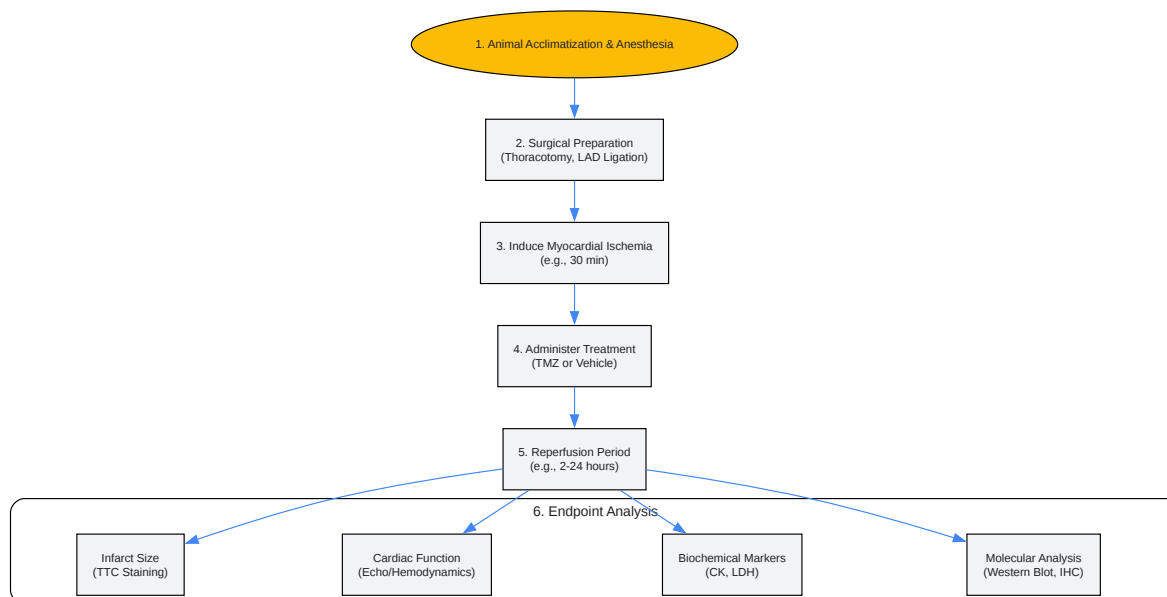 1. Animal Acclimatization & Anesthesia
2. Surgical Preparation
(Thoracotomy, LAD Ligation)
3. Induce Myocardial Ischemia
(e.g., 30 min)
4. Administer Treatment
(TMZ or Vehicle)
5. Reperfusion Period
(e.g., 2-24 hours)
6. Endpoint Analysis
Infarct Size
(TTC Staining)
Cardiac Function
(Echo/Hemodynamics)
Biochemical Markers
(CK, LDH)
Molecular Analysis
(Western Blot, IHC)